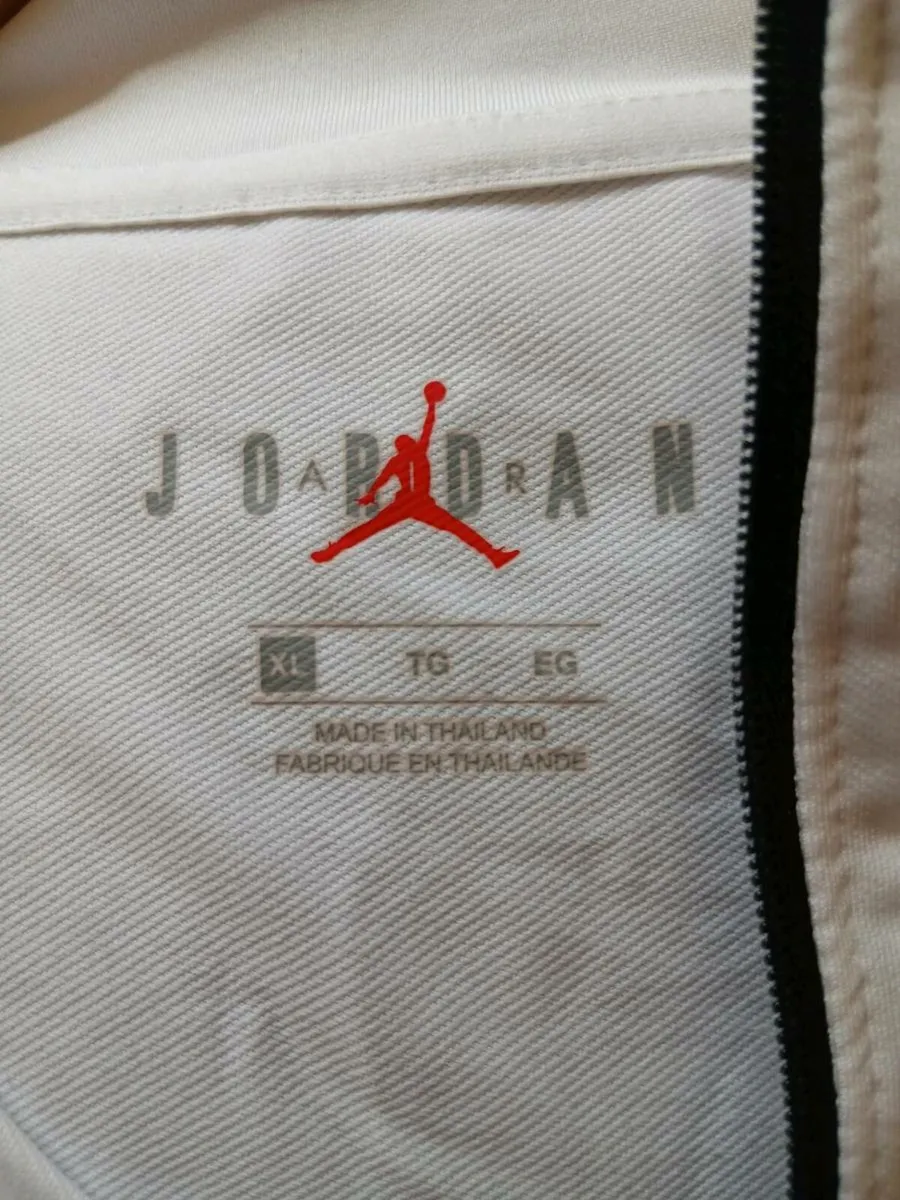 JORDAN
AIR
XL TG EG
MADE IN THAILAND
FABRIQUE EN THAILANDE